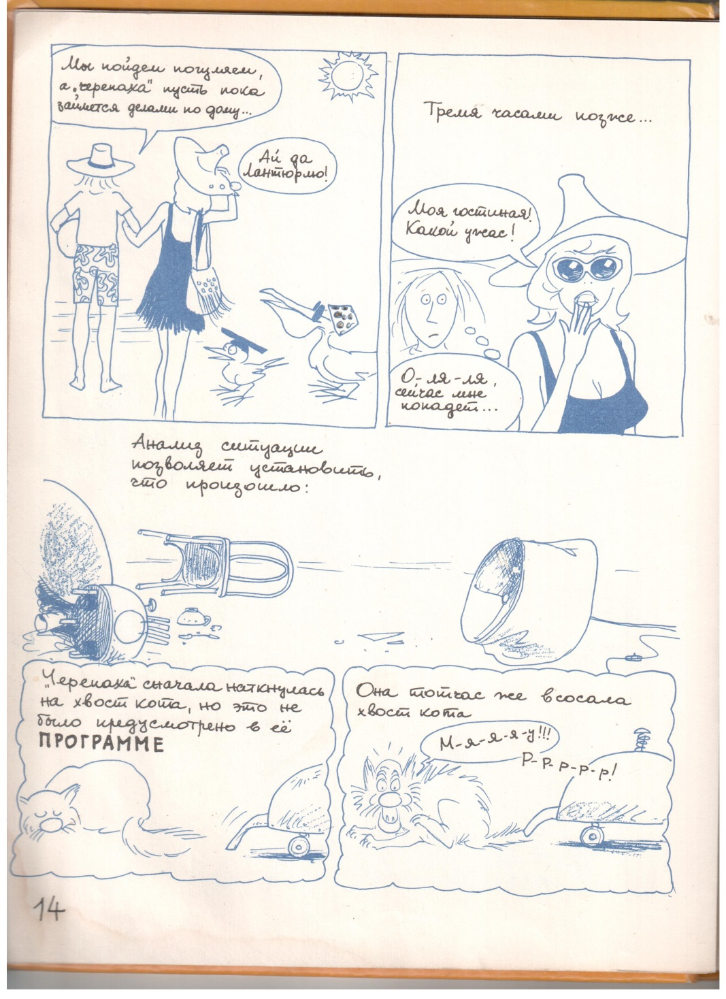 Мы пойдем погуляем,
а „черепаха" пусть пока
займется делами по дому...
Ай да
Лантюрлю!
Тремя часами позже...
Моя гостиная!
Какой ужас!
О-ля-ля,
сейчас мне
попадет...
Анализ ситуации
позволяет установить,
что произошло:
„Черепаха" сначала наткнулась
на хвост кота, но это не
было предусмотрено в её
ПРОГРАММЕ
Она тотчас же всосала
хвост кота
М-я-я-я-у!!!
Р-р-р-р-р!
14